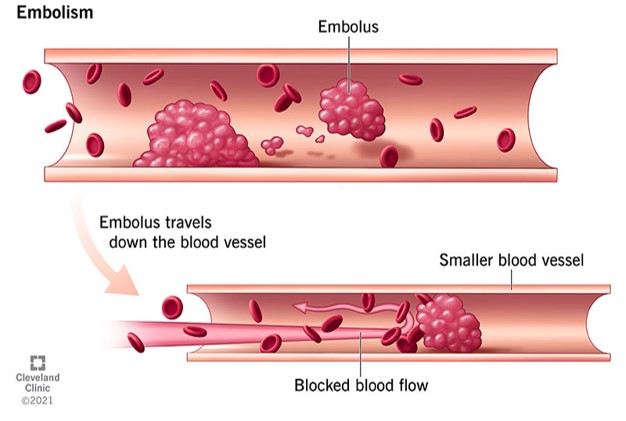 Embolism
Embolus
Embolus travels
down the blood vessel
Smaller blood vessel
Blocked blood flow
Cleveland
Clinic
©2021